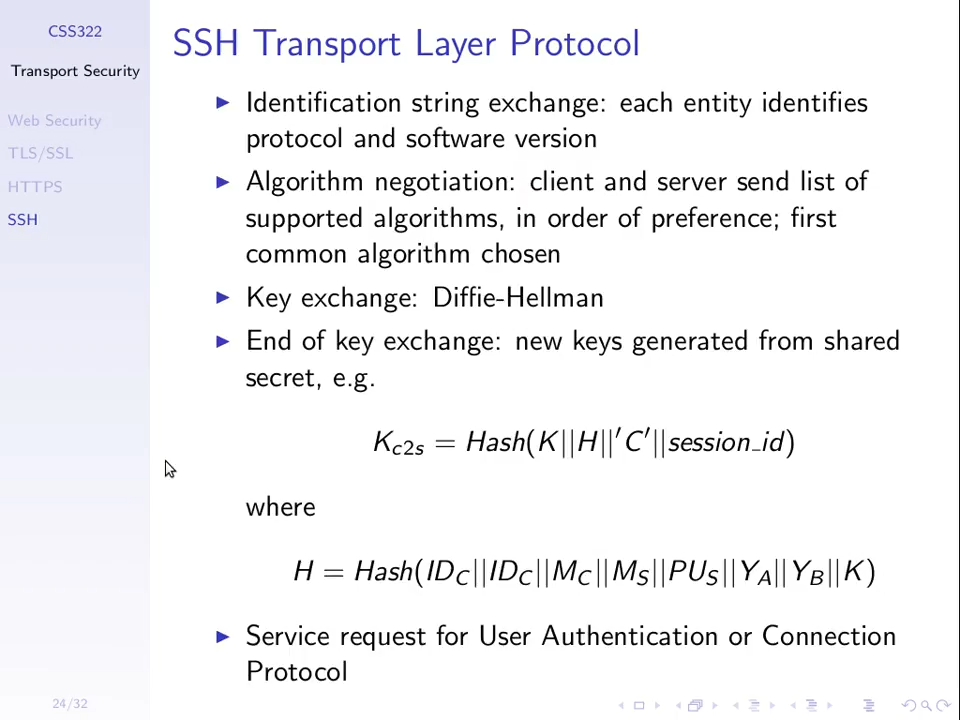 CSS322
Transport Security
Web Security
TLS/SSL
HTTPS
SSH
SSH Transport Layer Protocol
Identification string exchange: each entity identifies
protocol and software version
Algorithm negotiation: client and server send list of
supported algorithms, in order of preference; first
common algorithm chosen
Key exchange: Diffie-Hellman
End of key exchange: new keys generated from shared
secret, e.g.
K_{c2s} = Hash(K||H||′C′||session_id)
where
H = Hash(ID_C||ID_C||M_C||M_S||PU_S||Y_A||Y_B||K)
Service request for User Authentication or Connection
Protocol
24/32